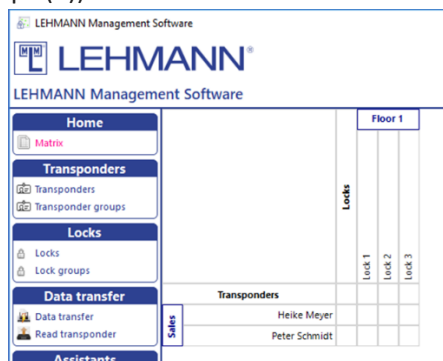 LEHMANN Management Software
LEHMANN®
LEHMANN Management Software
Home
Matrix
Transponders
Transponders
Transponder groups
Locks
Locks
Lock groups
Data transfer
Data transfer
Read transponder
Assistants
Floor 1
Locks
Lock 1
Lock 2
Lock 3
Transponders
Sales
Heike Meyer
Peter Schmidt